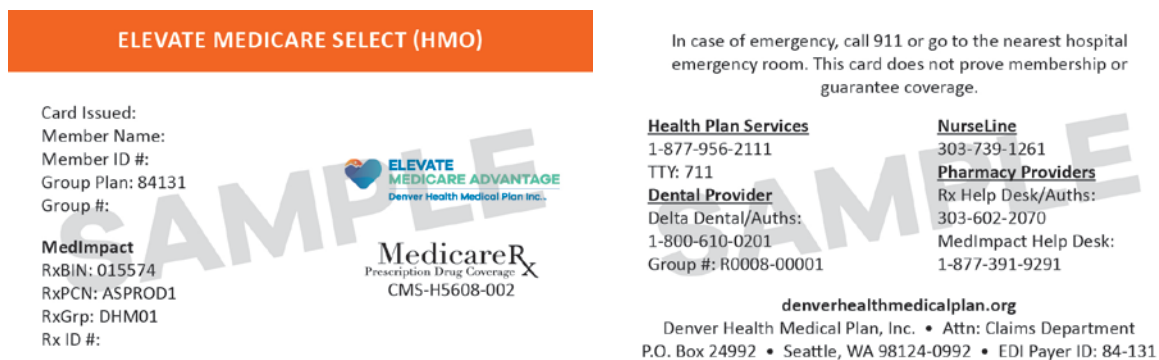 ELEVATE MEDICARE SELECT (HMO)
Card Issued:
Member Name:
Member ID #:
Group Plan: 84131
Group #:
MedImpact
RxBIN: 015574
RxPCN: ASPROD1
RxGrp: DHM01
Rx ID #:
ELEVATE
MEDICARE ADVANTAGE
Denver Health Medical Plan Inc..
MedicareRx
Prescription Drug Coverage
CMS-H5608-002
SAMPLE
In case of emergency, call 911 or go to the nearest hospital
emergency room. This card does not prove membership or
guarantee coverage.
Health Plan Services
1-877-956-2111
TTY: 711
Dental Provider
Delta Dental/Auths:
1-800-610-0201
Group #: R0008-00001
NurseLine
303-739-1261
Pharmacy Providers
Rx Help Desk/Auths:
303-602-2070
MedImpact Help Desk:
1-877-391-9291
SAMPLE
denverhealthmedicalplan.org
Denver Health Medical Plan, Inc. • Attn: Claims Department
P.O. Box 24992 • Seattle, WA 98124-0992 • EDI Payer ID: 84-131